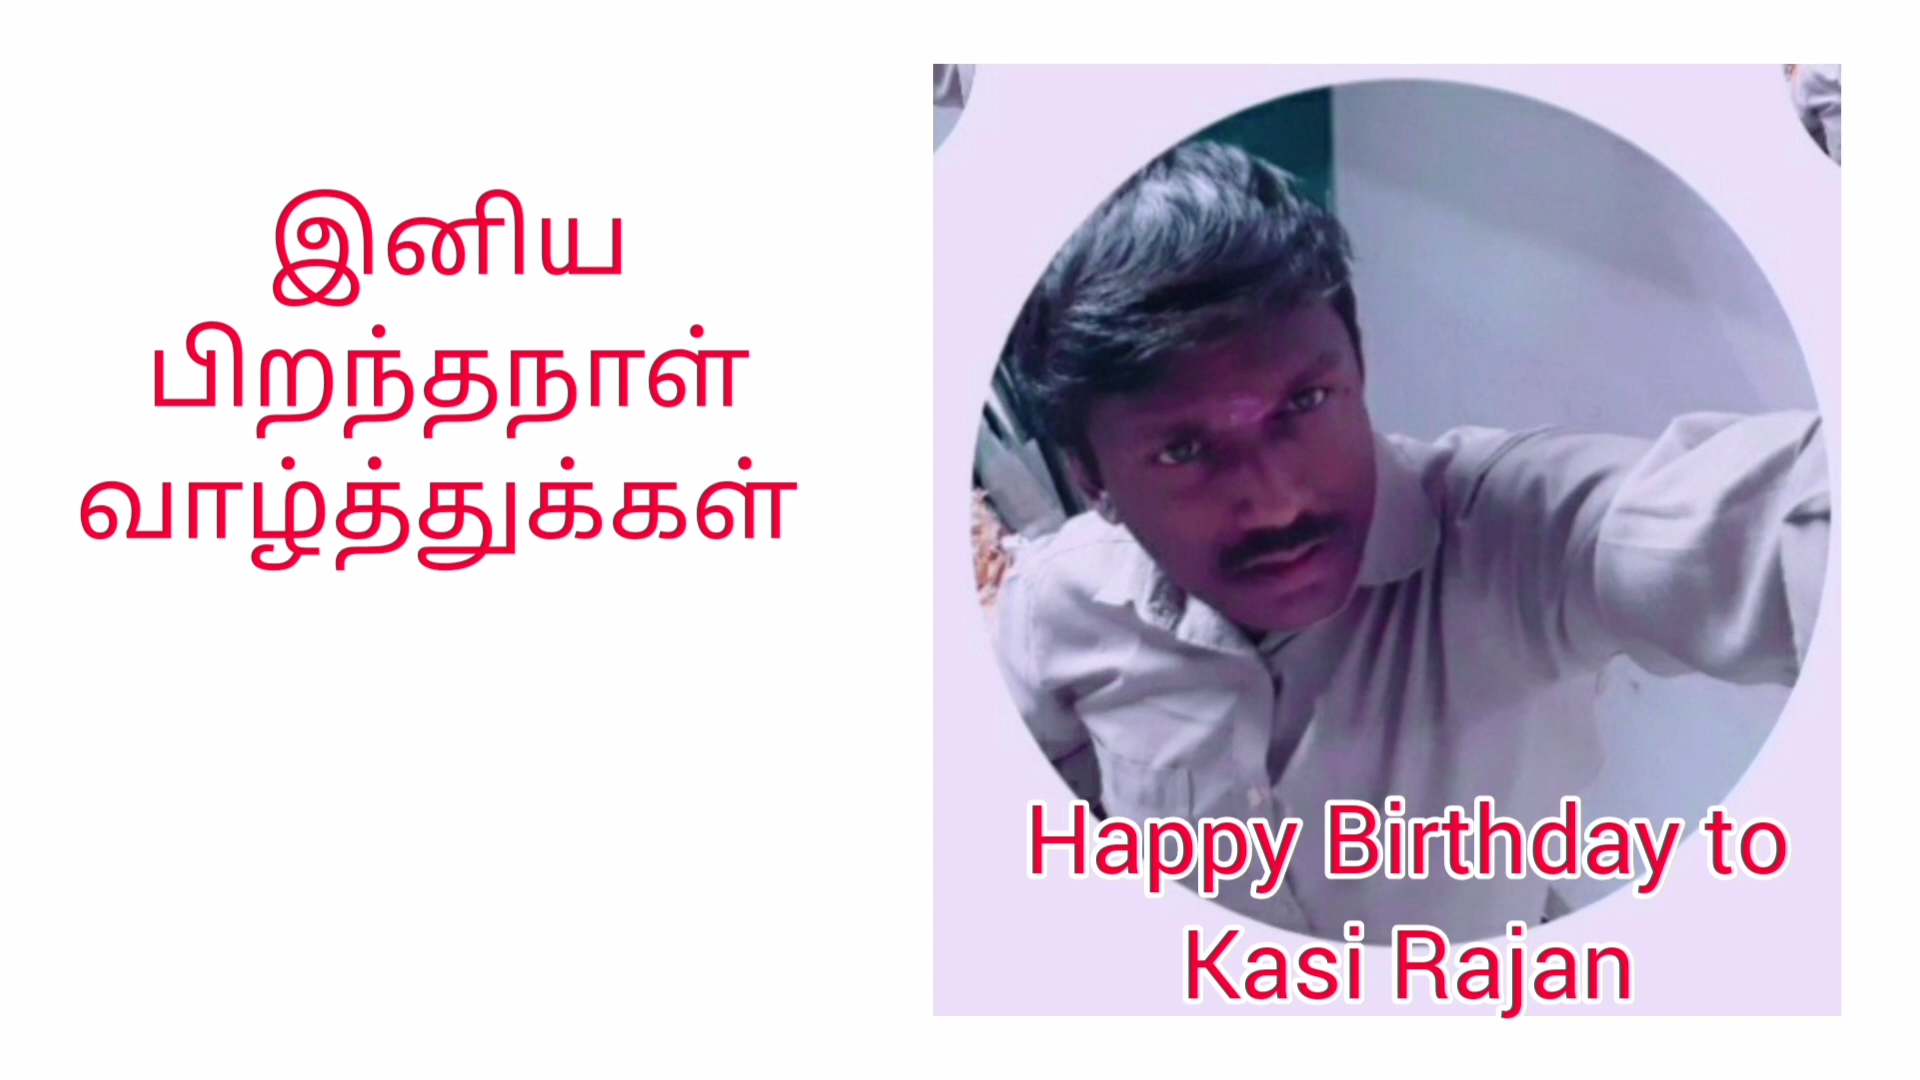 இனிய
பிறந்தநாள்
வாழ்த்துக்கள்
Happy Birthday to
Kasi Rajan